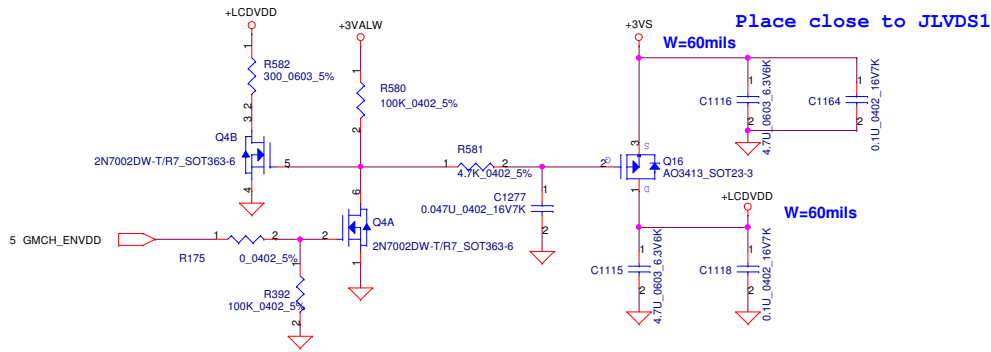 Place close to JLVDS1
+LCDVDD
+3VALW
+3VS
W=60mils
1
R582
300_0603_5%
2
1
R580
100K_0402_5%
2
1
C1116
2
4.7U_0603_6.3V6K
1
C1164
2
0.1U_0402_16V7K
3
Q4B
2N7002DW-T/R7_SOT363-6
5
4
R581
1
2
4.7K_0402_5%
3
S
2
G
Q16
AO3413_SOT23-3
1
D
6
Q4A
2N7002DW-T/R7_SOT363-6
2
1
1
C1277
0.047U_0402_16V7K
2
+LCDVDD
W=60mils
5 GMCH_ENVDD
1
2
R175
0_0402_5%
1
R392
100K_0402_5%
2
1
C1115
2
4.7U_0603_6.3V6K
1
C1118
2
0.1U_0402_16V7K